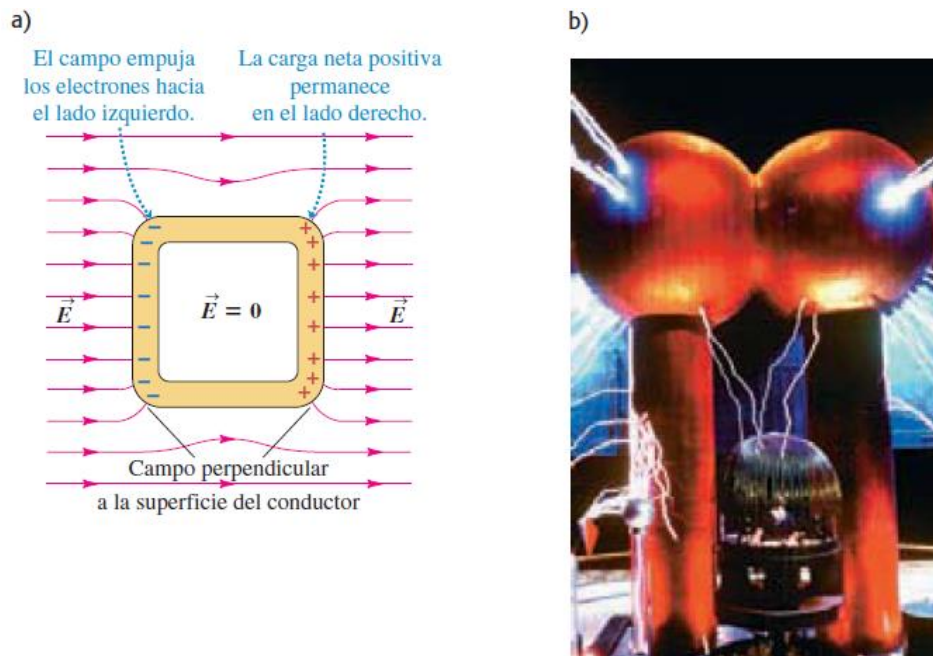 a)
El campo empuja
los electrones hacia
el lado izquierdo.
La carga neta positiva
permanece
en el lado derecho.
E⃗
E⃗ = 0
E⃗
Campo perpendicular
a la superficie del conductor
b)